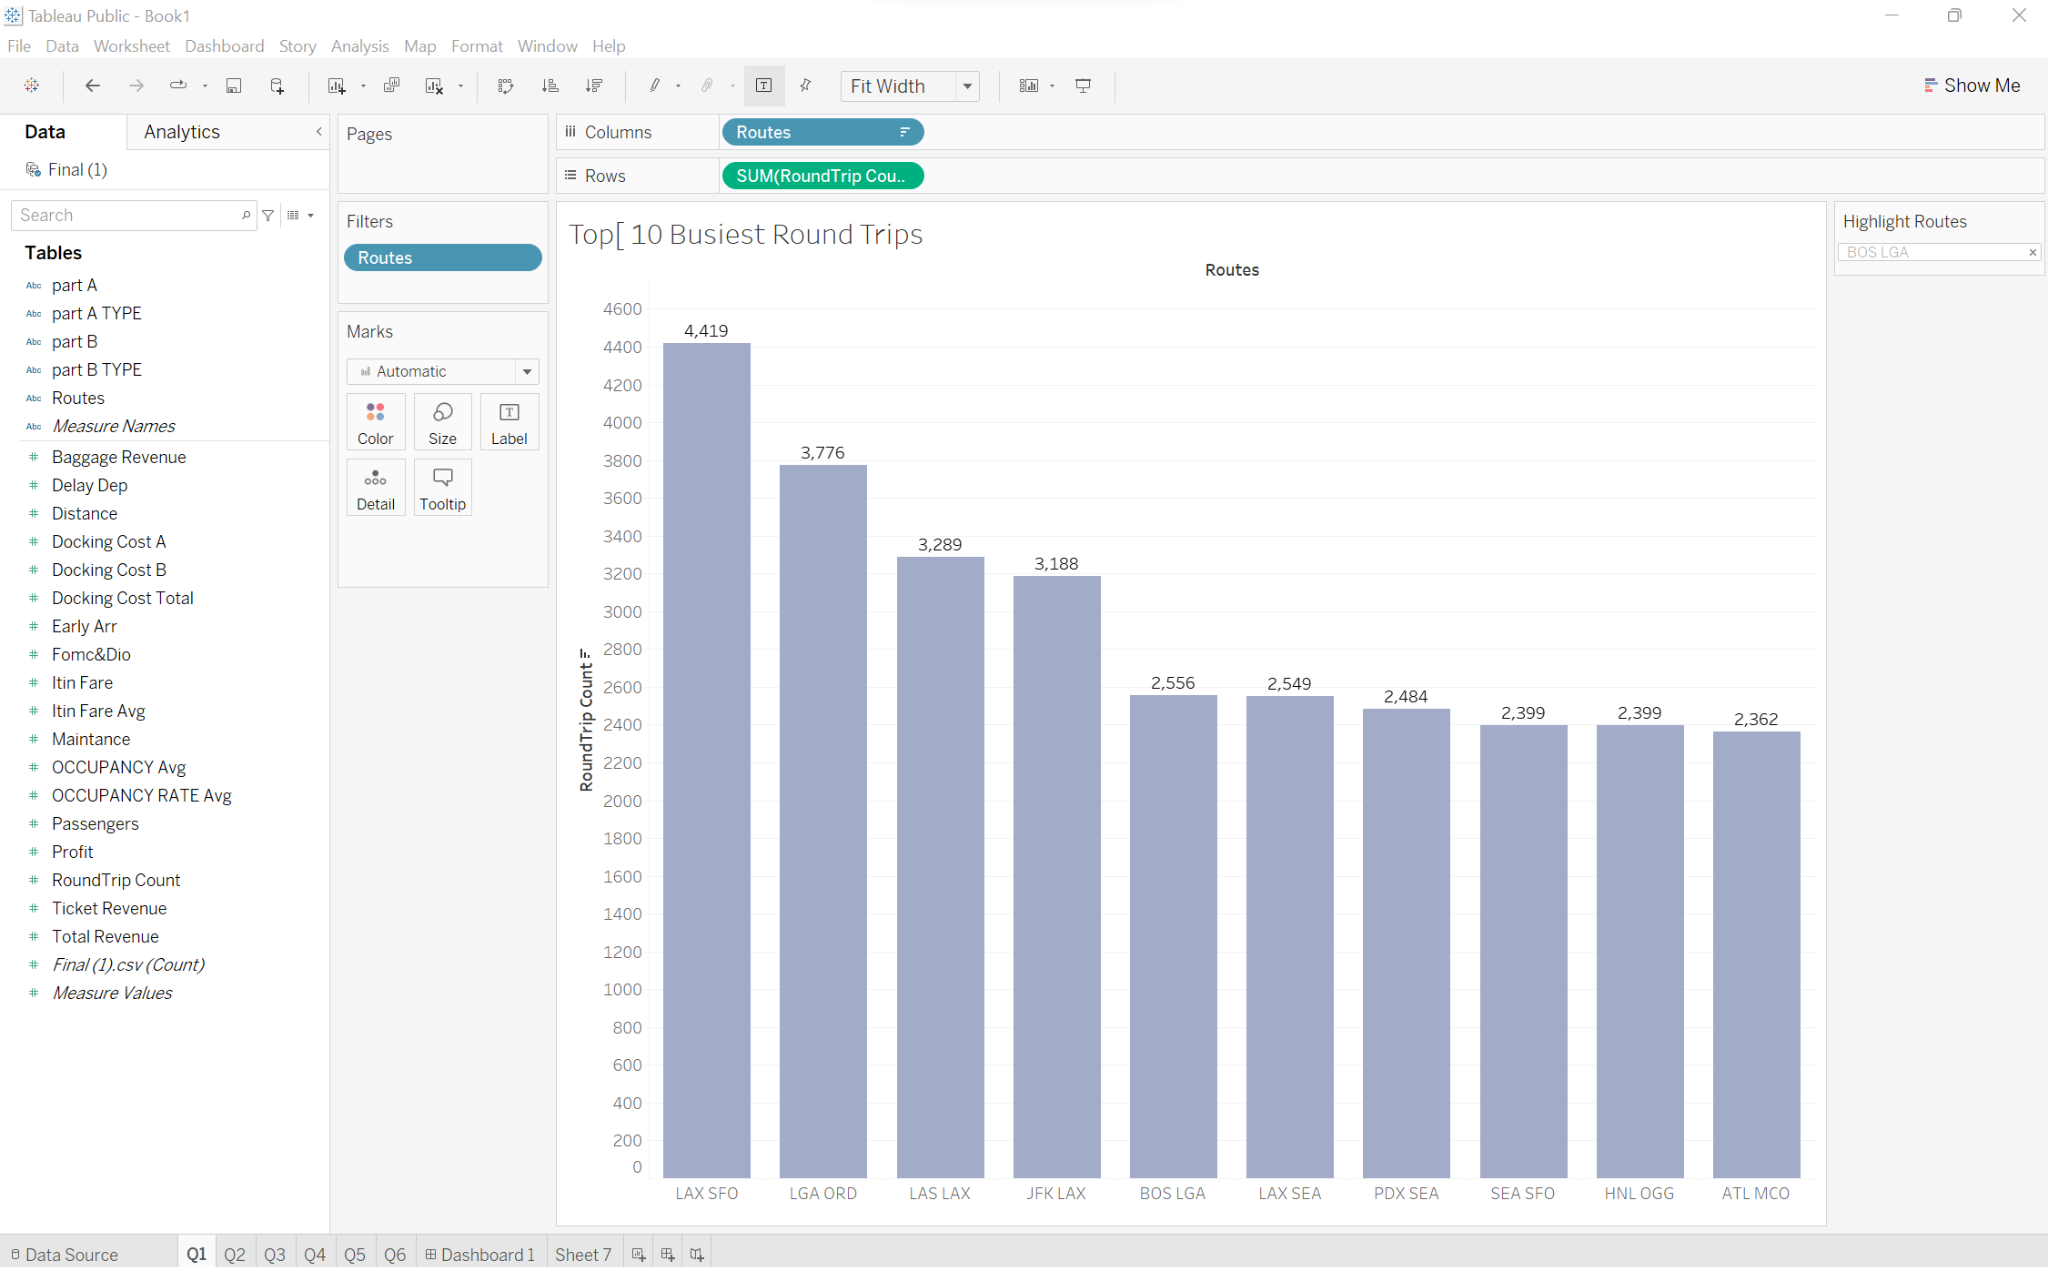 Tableau Public - Book1
File Data Worksheet Dashboard Story Analysis Map Format Window Help
Fit Width
Show Me
Data
Analytics
Final (1)
Search
Tables
Abc part A
Abc part A TYPE
Abc part B
Abc part B TYPE
Abc Routes
Abc Measure Names
# Baggage Revenue
# Delay Dep
# Distance
# Docking Cost A
# Docking Cost B
# Docking Cost Total
# Early Arr
# Fomc&Dio
# Itin Fare
# Itin Fare Avg
# Maintance
# OCCUPANCY Avg
# OCCUPANCY RATE Avg
# Passengers
# Profit
# RoundTrip Count
# Ticket Revenue
# Total Revenue
# Final (1).csv (Count)
# Measure Values
Pages
Filters
Routes
Marks
Automatic
Color Size Label
Detail Tooltip
Columns
Routes
Rows
SUM(RoundTrip Cou..
Top[ 10 Busiest Round Trips
Routes
RoundTrip Count
4600
4400
4200
4000
3800
3600
3400
3200
3000
2800
2600
2400
2200
2000
1800
1600
1400
1200
1000
800
600
400
200
0
4,419
3,776
3,289
3,188
2,556
2,549
2,484
2,399
2,399
2,362
LAX SFO LGA ORD LAS LAX JFK LAX BOS LGA LAX SEA PDX SEA SEA SFO HNL OGG ATL MCO
Highlight Routes
BOS LGA
Data Source Q1 Q2 Q3 Q4 Q5 Q6 Dashboard 1 Sheet 7